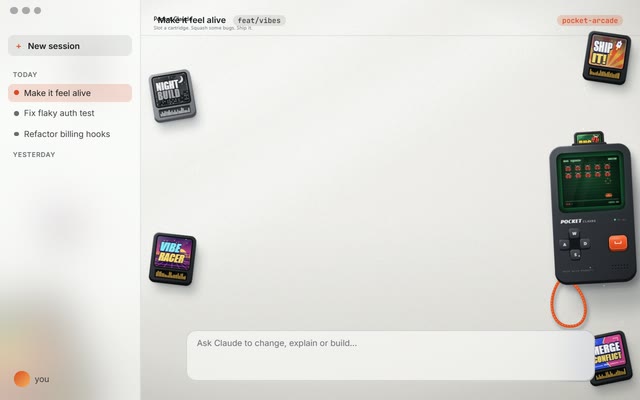 + New session
TODAY
Make it feel alive
Fix flaky auth test
Refactor billing hooks
YESTERDAY
you
Make it feel alive
feat/vibes
pocket-arcade
Slot a cartridge. Squash some bugs. Ship it.
NIGHT
BUILD
SHIP
IT!
POCKET
W
A
D
S
VIBE
RACER
MERGE
CONFLICT
Ask Claude to change, explain or build...